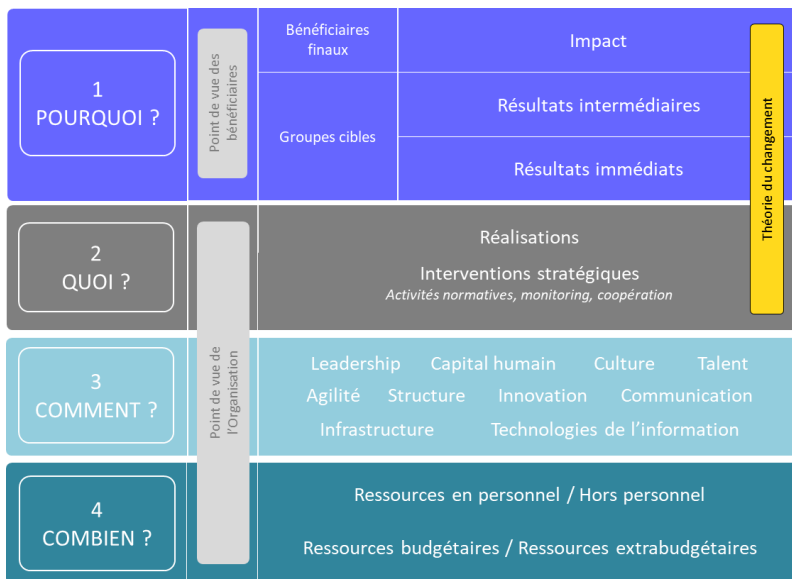 1
POURQUOI ?
Point de vue des
bénéficiaires
Bénéficiaires
finaux
Impact
Groupes cibles
Résultats intermédiaires
Résultats immédiats
Théorie du changement
2
QUOI ?
Réalisations
Interventions stratégiques
Activités normatives, monitoring, coopération
Point de vue de
l'Organisation
3
COMMENT ?
Leadership Capital humain Culture Talent
Agilité Structure Innovation Communication
Infrastructure Technologies de l'information
4
COMBIEN ?
Ressources en personnel / Hors personnel
Ressources budgétaires / Ressources extrabudgétaires